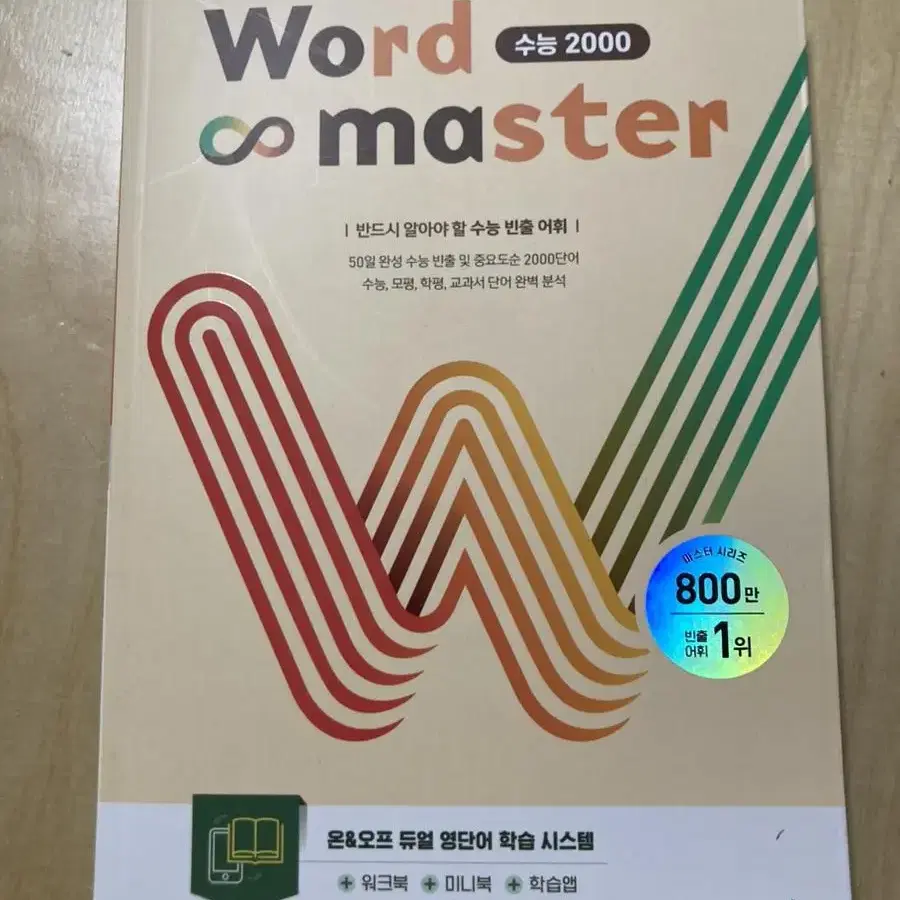 Word 수능 2000
master
반드시 알아야 할 수능 빈출 어휘
50일 완성 수능 빈출 및 중요도순 2000단어
수능, 모평, 학평, 교과서 단어 완벽 분석
마스터 시리즈
800만
빈출
어휘 1위
온&오프 듀얼 영단어 학습 시스템
+ 워크북 + 미니북 + 학습앱